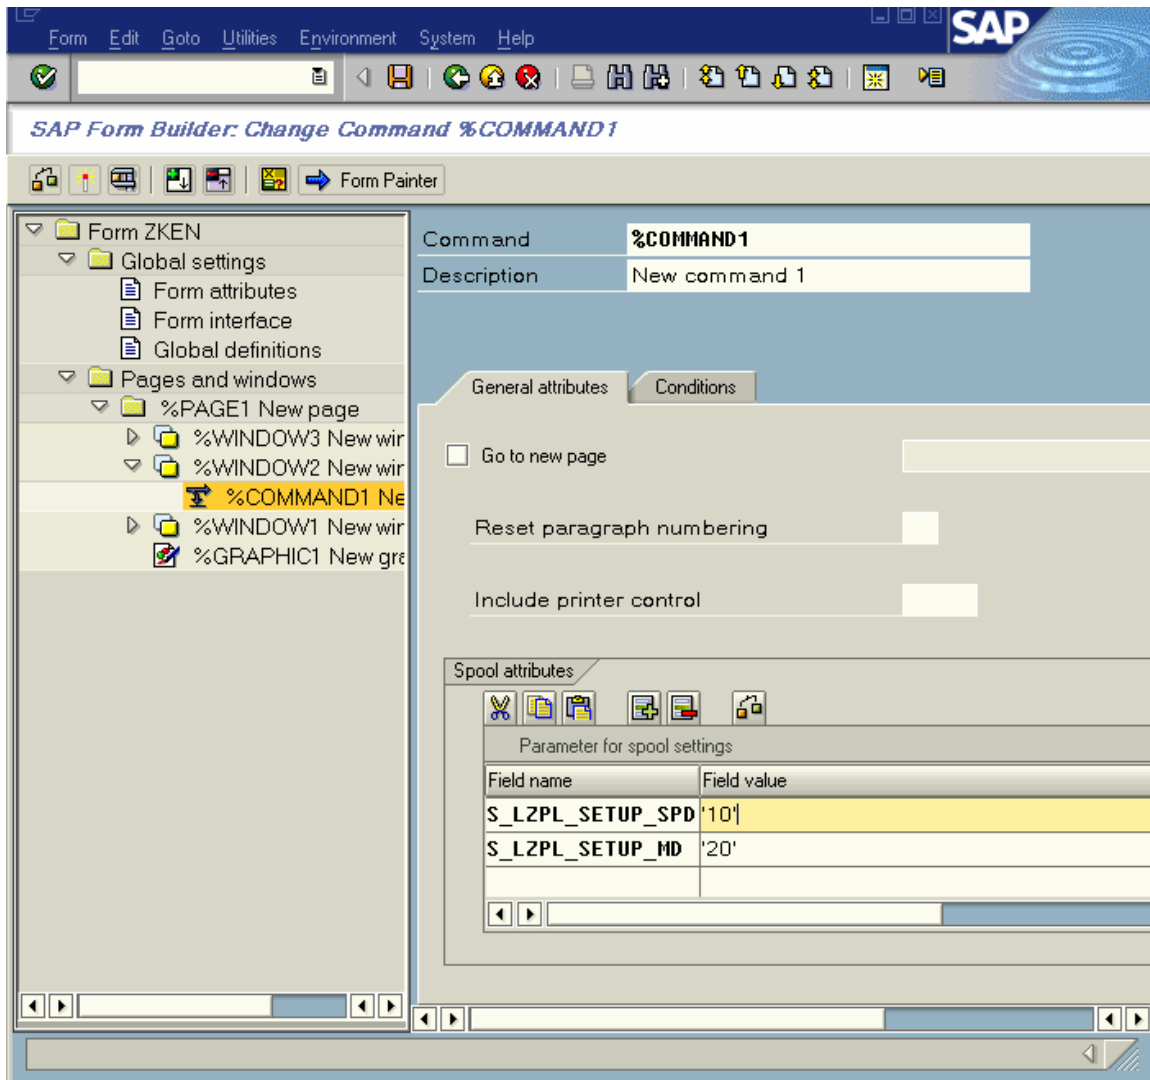 Form Edit Goto Utilities Environment System Help
SAP
SAP Form Builder: Change Command %COMMAND1
Form Painter
Form ZKEN
Global settings
Form attributes
Form interface
Global definitions
Pages and windows
%PAGE1 New page
%WINDOW3 New wir
%WINDOW2 New wir
%COMMAND1 Ne
%WINDOW1 New wir
%GRAPHIC1 New gra
Command %COMMAND1
Description New command 1
General attributes Conditions
Go to new page
Reset paragraph numbering
Include printer control
Spool attributes
Parameter for spool settings
Field name Field value
S_LZPL_SETUP_SPD '10'
S_LZPL_SETUP_MD '20'